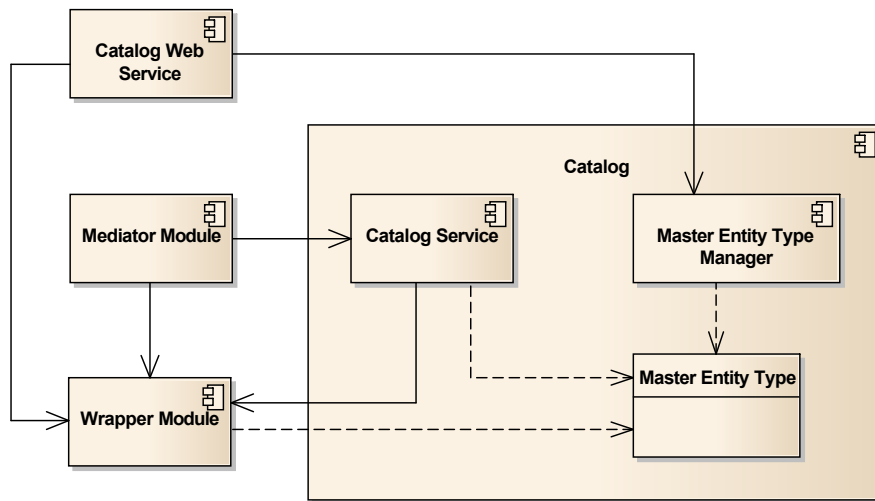 Catalog Web
Service
Catalog
Mediator Module
Catalog Service
Master Entity Type
Manager
Master Entity Type
Wrapper Module